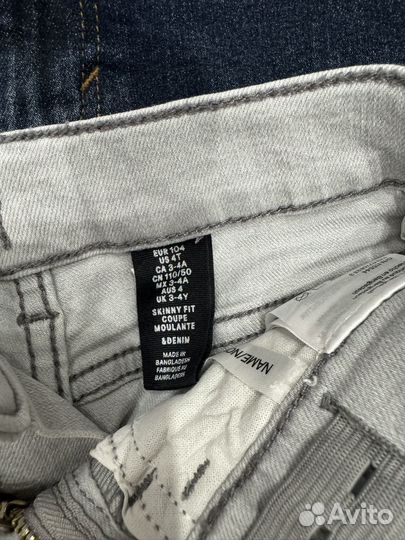 EUR 104
US 4T
CA 3-4A
CN 110/50
MX 3-4A
AUS 4
UK 3-4Y
SKINNY FIT
COUPE
MOULANTE
&DENIM
MADE IN
BANGLADESH
FABRIQUÉ AU
BANGLADESH
Avito